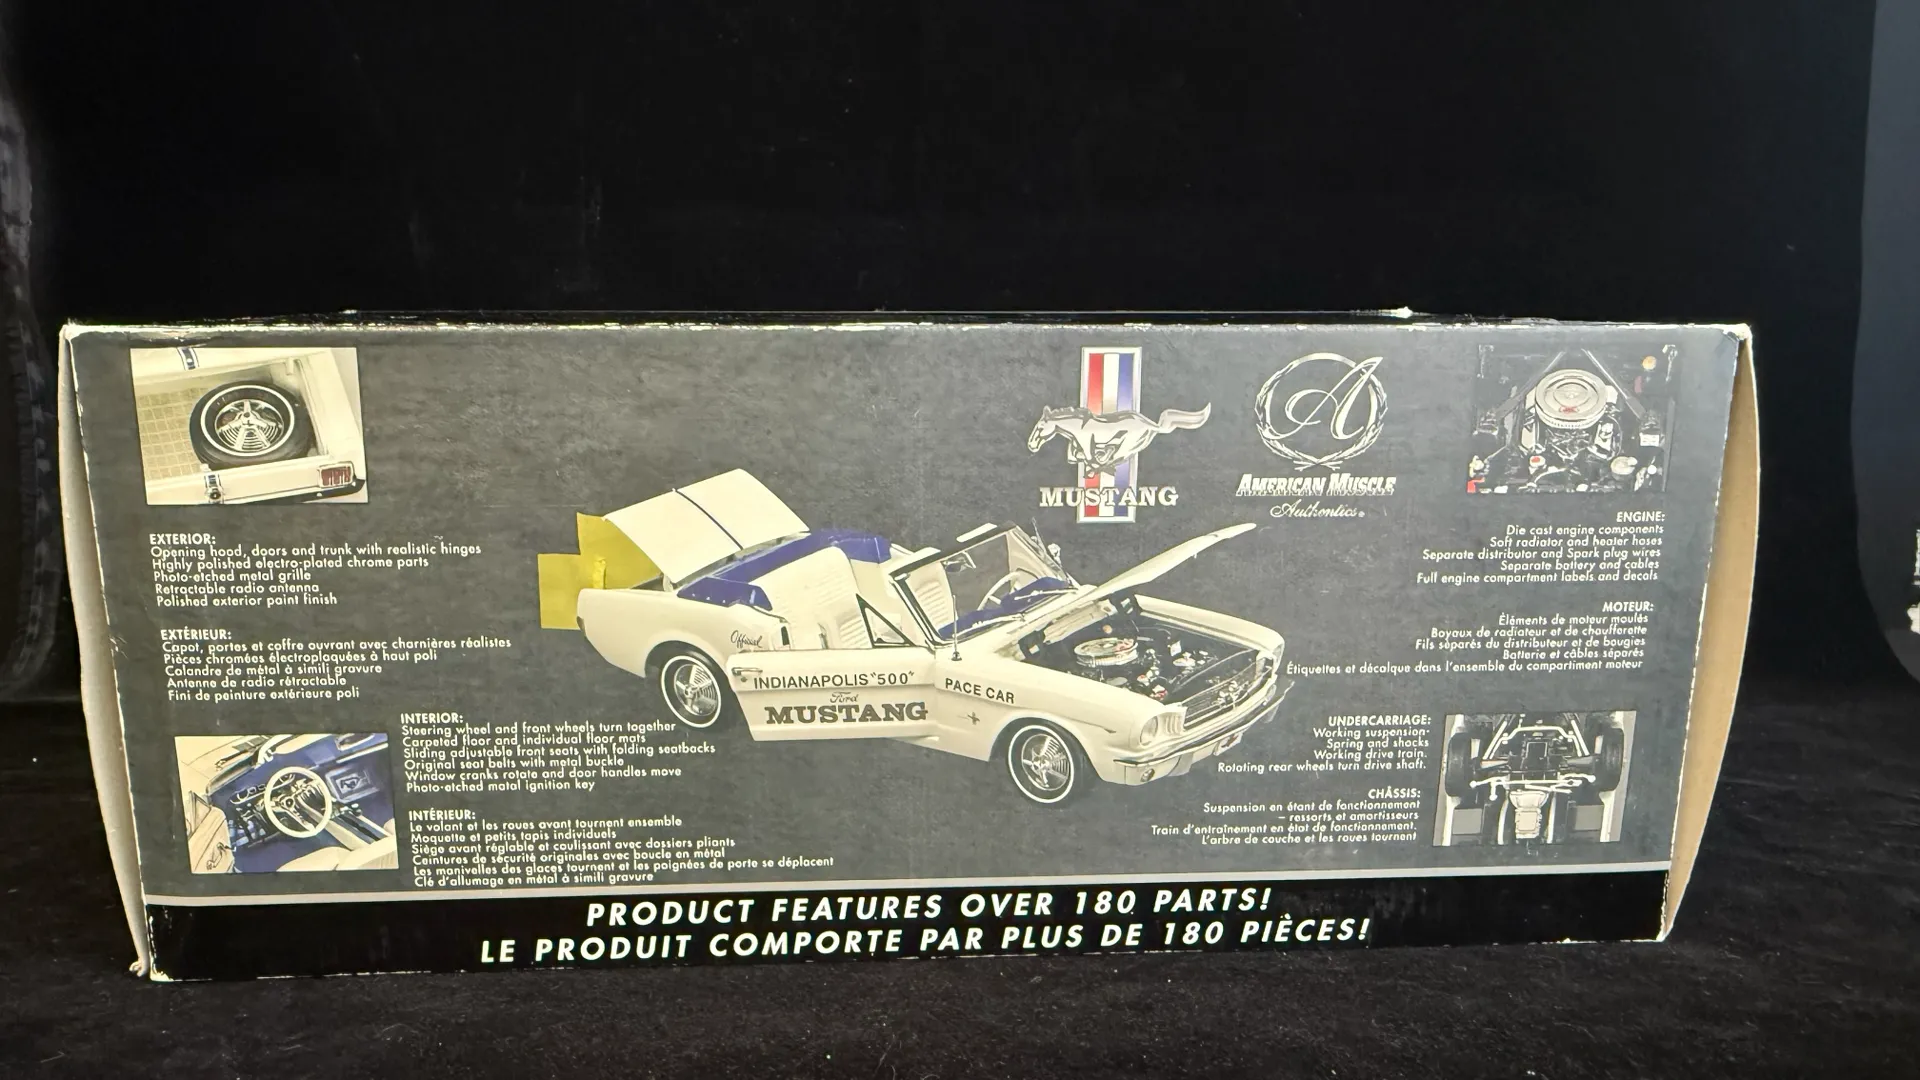 MUSTANG
A
AMERICAN MUSCLE
Authentics
EXTERIOR:
Opening hood, doors and trunk with realistic hinges
Highly polished electro-plated chrome parts
Photo-etched metal grille
Retractable radio antenna
Polished exterior paint finish
EXTÉRIEUR:
Capot, portes et coffre ouvrant avec charnières réalistes
Pièces chromées électroplaquées à haut poli
Calandre de métal à simili gravure
Antenne de radio rétractable
Fini de peinture extérieure poli
INTERIOR:
Steering wheel and front wheels turn together
Carpeted floor and individual floor mats
Sliding adjustable front seats with folding seatbacks
Original seat belts with metal buckle
Window cranks rotate and door handles move
Photo-etched matal ignition key
INTÉRIEUR:
Le volant et les roues avant tournent ensemble
Moquette et petits tapis individuels
Siège avant réglable et coulissant avec dossiers pliants
Ceintures de sécurité originales avec boucle en métal
Les manivelles des glaces tournent et les poignées de porte se déplacent
Clé d'allumage en métal à simili gravure
Official
INDIANAPOLIS "500"
PACE CAR
Ford
MUSTANG
ENGINE:
Die cast engine components
Soft radiator and heater hoses
Separate distributor and Spark plug wires
Separate battery and cables
Full engine compartment labels and decals
MOTEUR:
Éléments de moteur moulés
Boyaux de radiateur et de chaufferette
Fils séparés du distributeur et de bougies
Batterie et câbles séparés
Étiquettes et décalque dans l'ensemble du compartiment moteur
UNDERCARRIAGE:
Working suspension-
Spring and shocks
Working drive train.
Rotating rear wheels turn drive shaft.
CHÂSSIS:
Suspension en étant de fonctionnement
– ressorts et amortisseurs
Train d'entraînement en état de fonctionnement.
L'arbre de couche et les roues tournent
PRODUCT FEATURES OVER 180 PARTS!
LE PRODUIT COMPORTE PAR PLUS DE 180 PIÈCES!